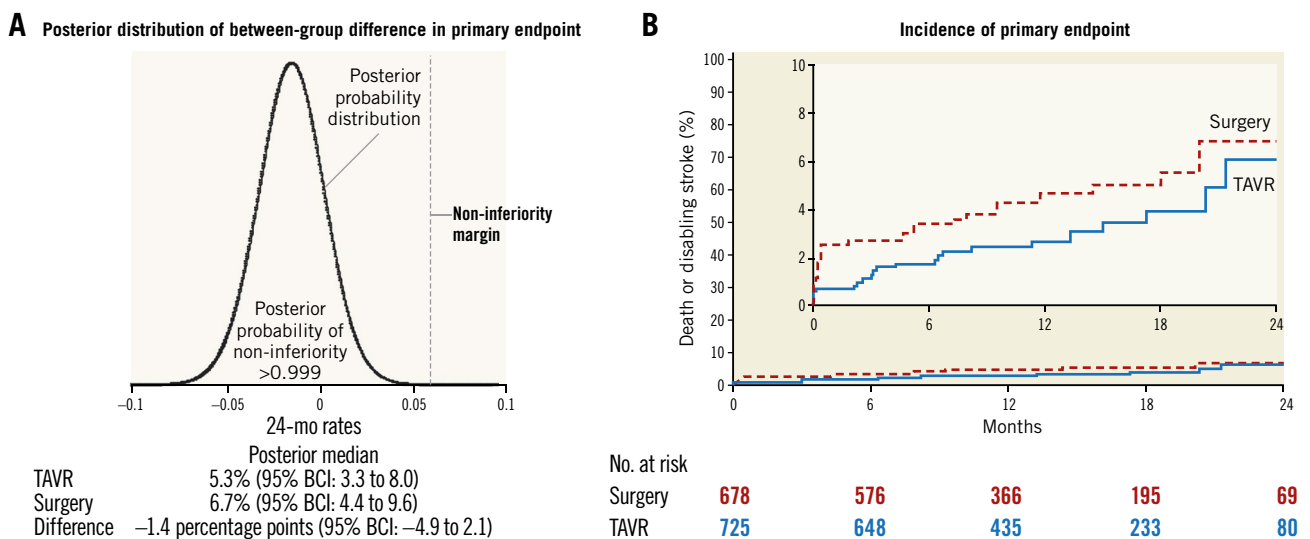 A Posterior distribution of between-group difference in primary endpoint
Posterior
probability
distribution
Non-inferiority
margin
Posterior
probability of
non-inferiority
>0.999
−0.1 −0.05 0 0.05 0.1
24-mo rates
Posterior median
TAVR 5.3% (95% BCI: 3.3 to 8.0)
Surgery 6.7% (95% BCI: 4.4 to 9.6)
Difference −1.4 percentage points (95% BCI: −4.9 to 2.1)
B Incidence of primary endpoint
Death or disabling stroke (%)
100
90
80
70
60
50
40
30
20
10
0
10
8
6
4
2
0
Surgery
TAVR
0 6 12 18 24
0 6 12 18 24
Months
No. at risk
Surgery 678 576 366 195 69
TAVR 725 648 435 233 80